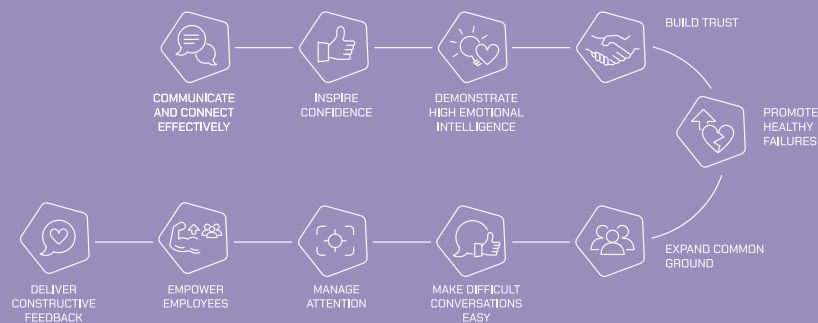 COMMUNICATE
AND CONNECT
EFFECTIVELY
INSPIRE
CONFIDENCE
DEMONSTRATE
HIGH EMOTIONAL
INTELLIGENCE
BUILD TRUST
PROMOTE
HEALTHY
FAILURES
EXPAND COMMON
GROUND
MAKE DIFFICULT
CONVERSATIONS
EASY
MANAGE
ATTENTION
EMPOWER
EMPLOYEES
DELIVER
CONSTRUCTIVE
FEEDBACK